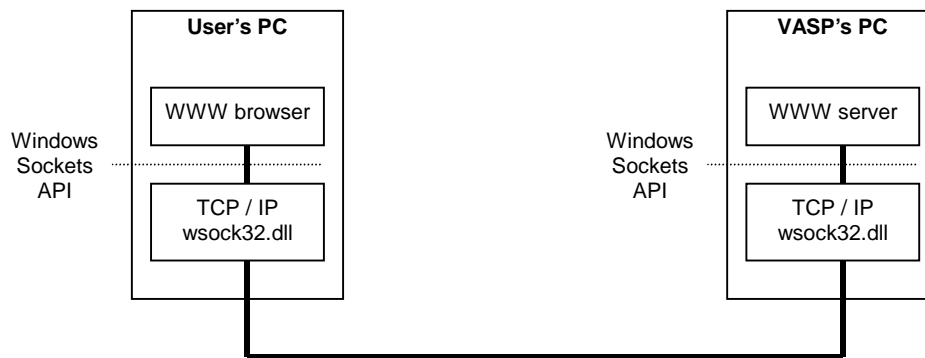 User's PC
WWW browser
Windows
Sockets
API
TCP / IP
wsock32.dll
VASP's PC
WWW server
Windows
Sockets
API
TCP / IP
wsock32.dll